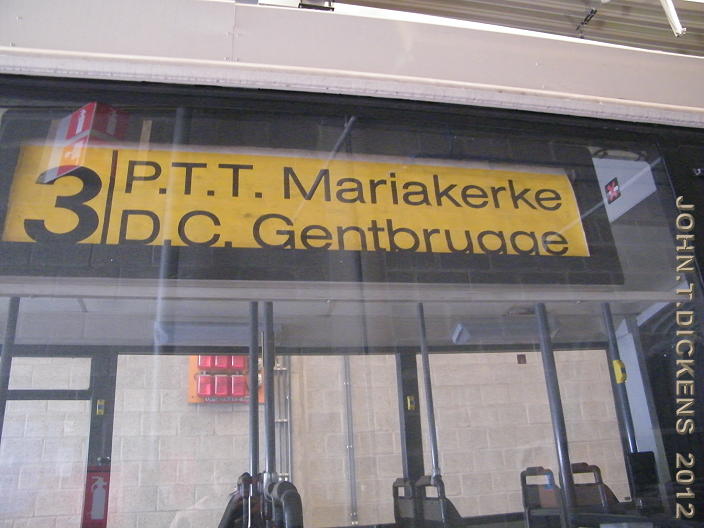 3
P.T.T. Mariakerke
D.C. Gentbrugge
JOHN.T.DICKENS 2012